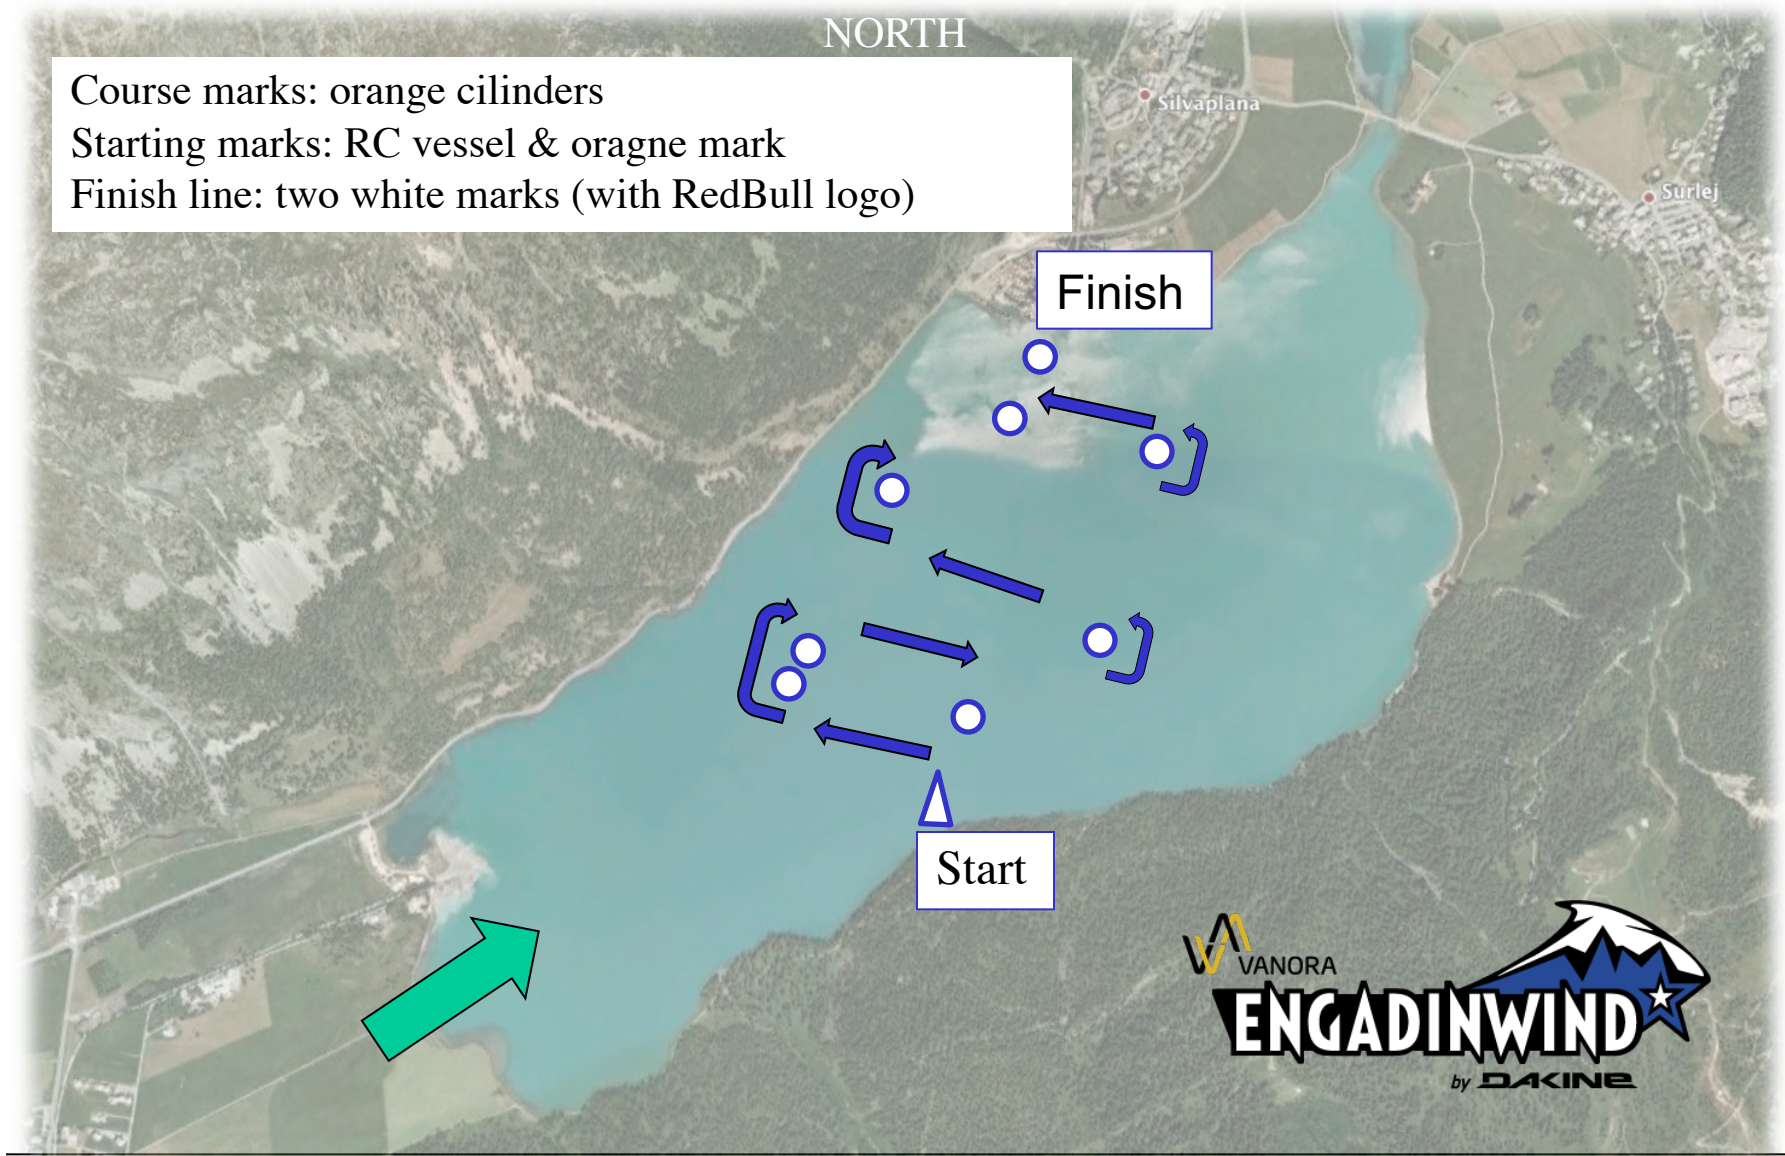 NORTH
Course marks: orange cilinders
Starting marks: RC vessel & oragne mark
Finish line: two white marks (with RedBull logo)
Silvaplana
Surlej
Finish
Start
VANORA
ENGADINWIND
by DAKINE